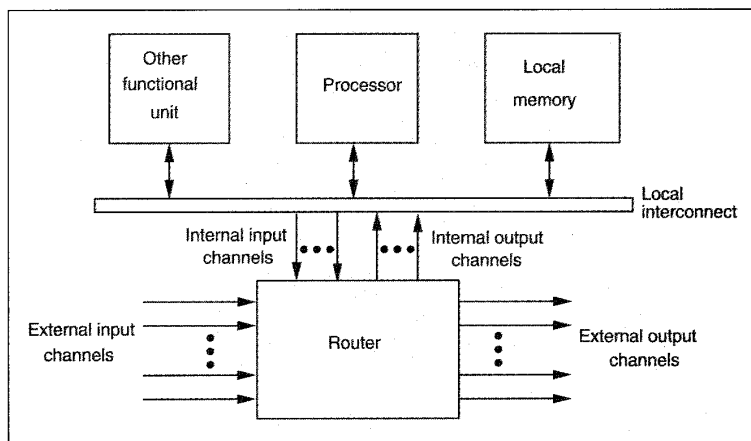 Other
functional
unit
Processor
Local
memory
Local
interconnect
Internal input
channels
Internal output
channels
External input
channels
Router
External output
channels